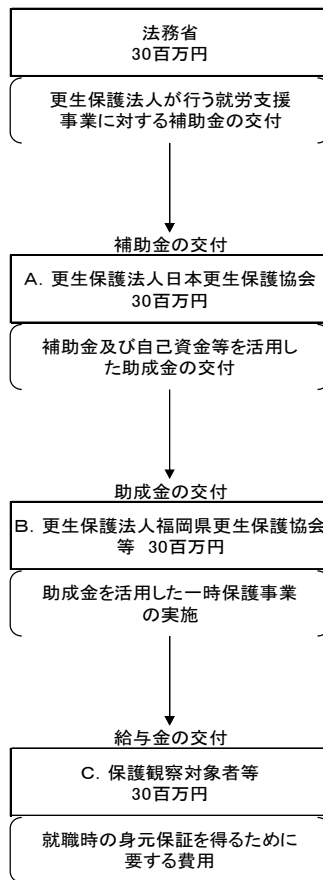 法務省
30百万円
更生保護法人が行う就労支援
事業に対する補助金の交付
補助金の交付
A．更生保護法人日本更生保護協会
30百万円
補助金及び自己資金等を活用し
た助成金の交付
助成金の交付
B．更生保護法人福岡県更生保護協会
等　30百万円
助成金を活用した一時保護事業
の実施
給与金の交付
C．保護観察対象者等
30百万円
就職時の身元保証を得るために
要する費用